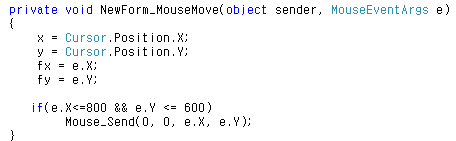 private void NewForm_MouseMove(object sender, MouseEventArgs e)
{
    x = Cursor.Position.X;
    y = Cursor.Position.Y;
    fx = e.X;
    fy = e.Y;

   if(e.X<=800 && e.Y <= 600)
        Mouse_Send(0, 0, e.X, e.Y);
}